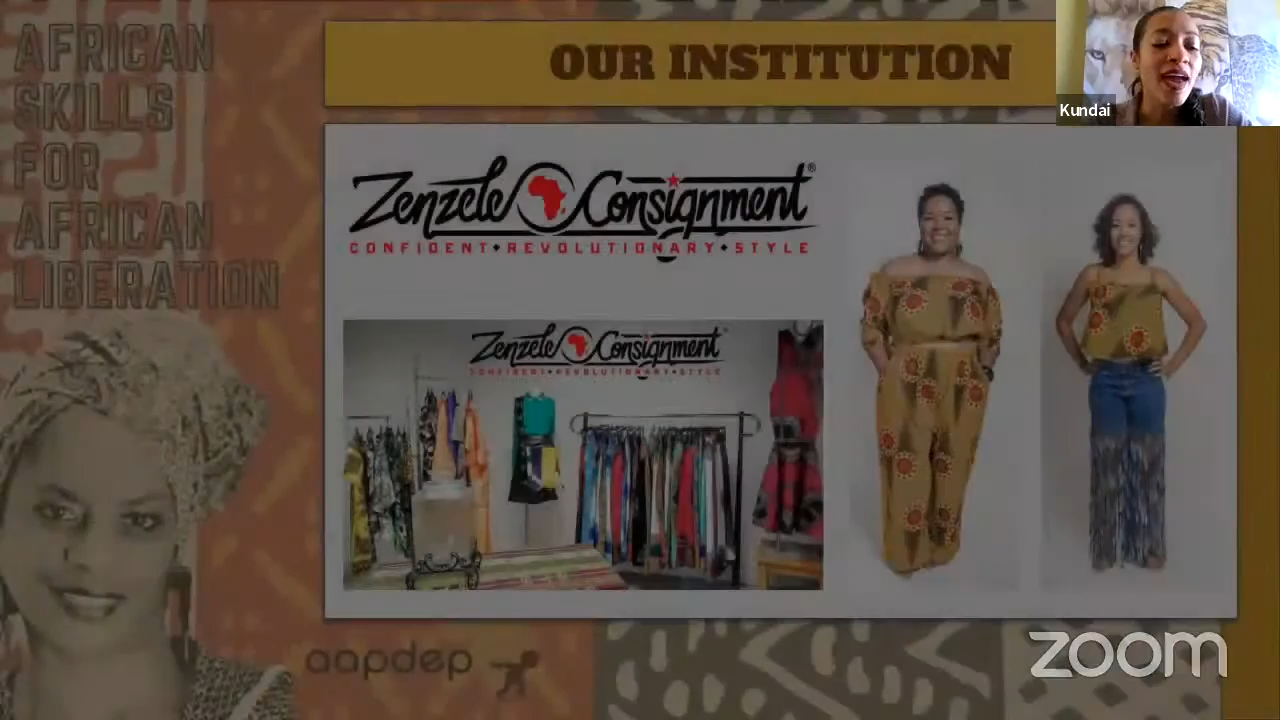 AFRICAN
SKILLS
FOR
AFRICAN
LIBERATION
OUR INSTITUTION
Kundai
Zenzele Consignment®
CONFIDENT • REVOLUTIONARY • STYLE
Zenzele Consignment
CONFIDENT • REVOLUTIONARY • STYLE
aapdep
zoom